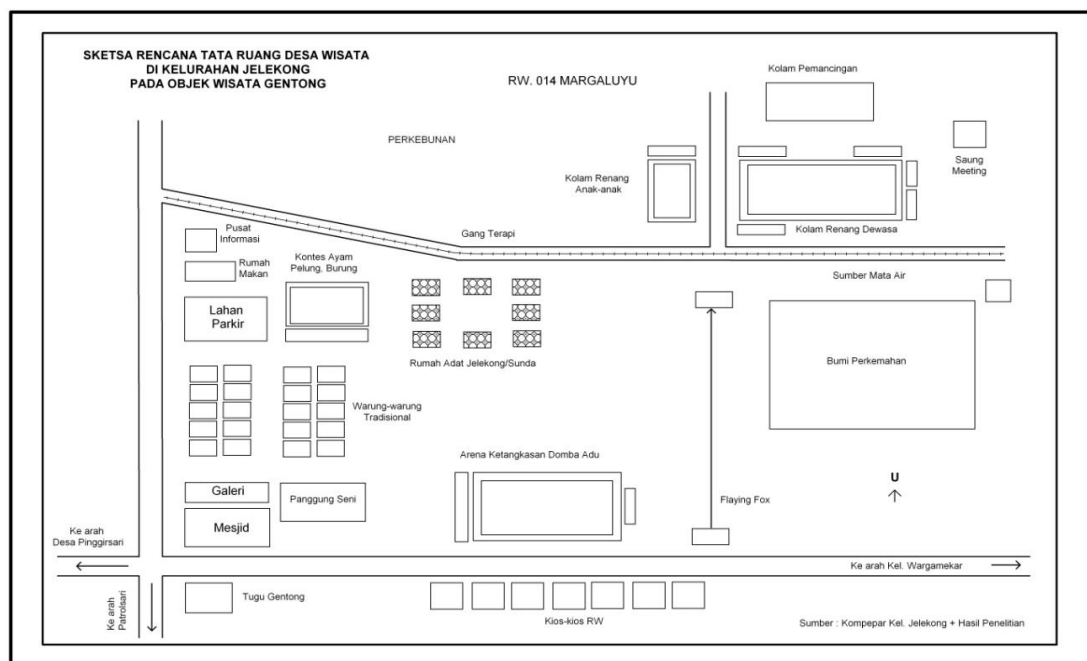 SKETSA RENCANA TATA RUANG DESA WISATA
DI KELURAHAN JELEKONG
PADA OBJEK WISATA GENTONG
RW. 014 MARGALUYU
Kolam Pemancingan
PERKEBUNAN
Saung
Meeting
Kolam Renang
Anak-anak
Kolam Renang Dewasa
Pusat
Informasi
Gang Terapi
Rumah
Makan
Kontes Ayam
Pelung, Burung
Sumber Mata Air
Lahan
Parkir
Rumah Adat Jelekong/Sunda
Bumi Perkemahan
Warung-warung
Tradisional
Arena Ketangkasan Domba Adu
U
Galeri
Panggung Seni
Flaying Fox
Mesjid
Ke arah
Desa Pinggirsari
Ke arah Kel. Wargamekar
Ke arah
Patrolsari
Tugu Gentong
Kios-kios RW
Sumber : Kompepar Kel. Jelekong + Hasil Penelitian